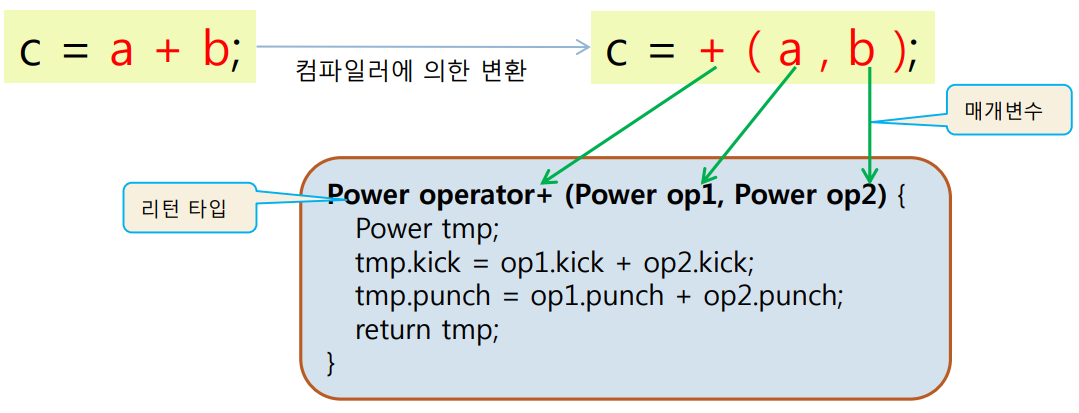 c = a + b;
컴파일러에 의한 변환
c = + ( a , b );
매개변수
리턴 타입
Power operator+ (Power op1, Power op2) {
Power tmp;
tmp.kick = op1.kick + op2.kick;
tmp.punch = op1.punch + op2.punch;
return tmp;
}